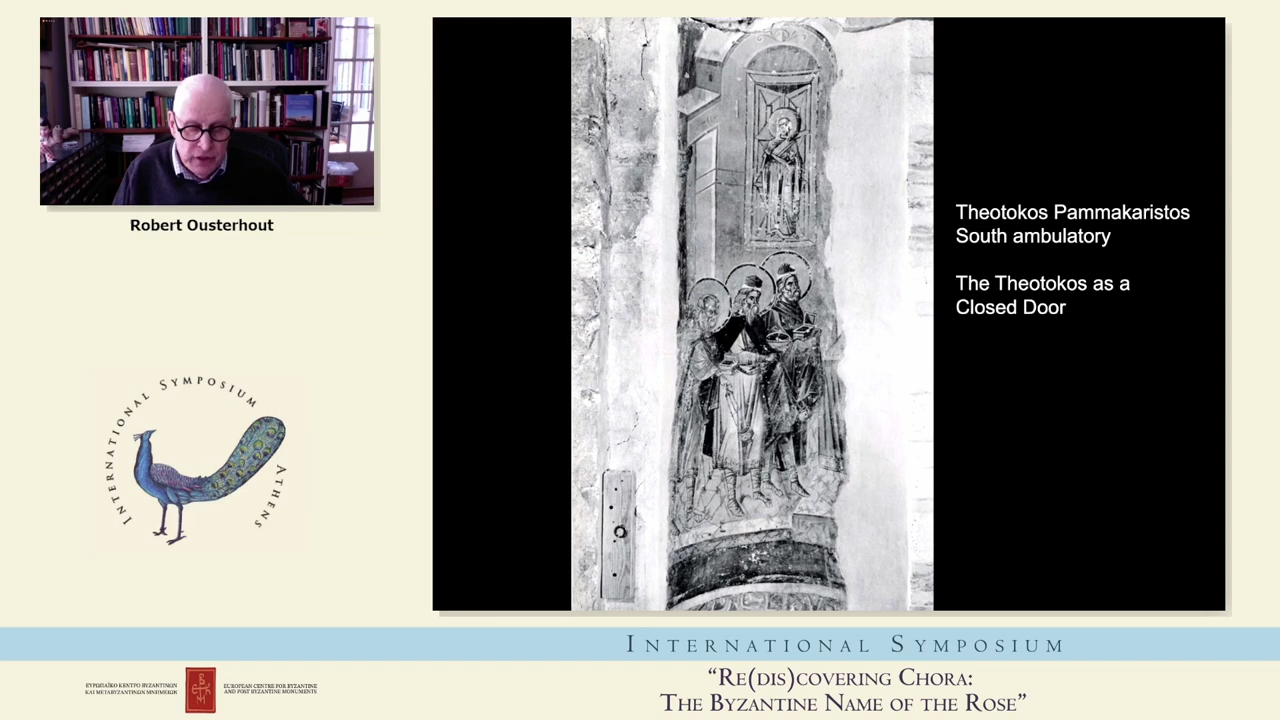 Robert Ousterhout
Theotokos Pammakaristos
South ambulatory
The Theotokos as a
Closed Door
INTERNATIONAL SYMPOSIUM ATHENS
INTERNATIONAL SYMPOSIUM
ΕΥΡΩΠΑΪΚΟ ΚΕΝΤΡΟ ΒΥΖΑΝΤΙΝΩΝ
ΚΑΙ ΜΕΤΑΒΥΖΑΝΤΙΝΩΝ ΜΝΗΜΕΙΩΝ
EUROPEAN CENTRE FOR BYZANTINE
AND POST BYZANTINE MONUMENTS
“RE(DIS)COVERING CHORA:
THE BYZANTINE NAME OF THE ROSE”